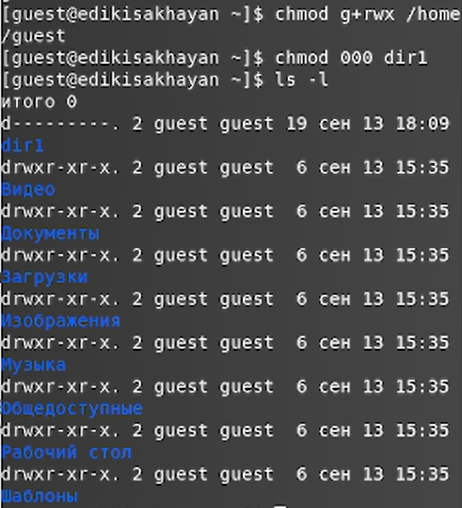 [guest@edikisakhayan ~]$ chmod g+rwx /home
/guest
[guest@edikisakhayan ~]$ chmod 000 dir1
[guest@edikisakhayan ~]$ ls -l
итого 0
d---------. 2 guest guest 19 сен 13 18:09
dir1
drwxr-xr-x. 2 guest guest  6 сен 13 15:35
Видео
drwxr-xr-x. 2 guest guest  6 сен 13 15:35
Документы
drwxr-xr-x. 2 guest guest  6 сен 13 15:35
Загрузки
drwxr-xr-x. 2 guest guest  6 сен 13 15:35
Изображения
drwxr-xr-x. 2 guest guest  6 сен 13 15:35
Музыка
drwxr-xr-x. 2 guest guest  6 сен 13 15:35
Общедоступные
drwxr-xr-x. 2 guest guest  6 сен 13 15:35
Рабочий стол
drwxr-xr-x. 2 guest guest  6 сен 13 15:35
Шаблоны